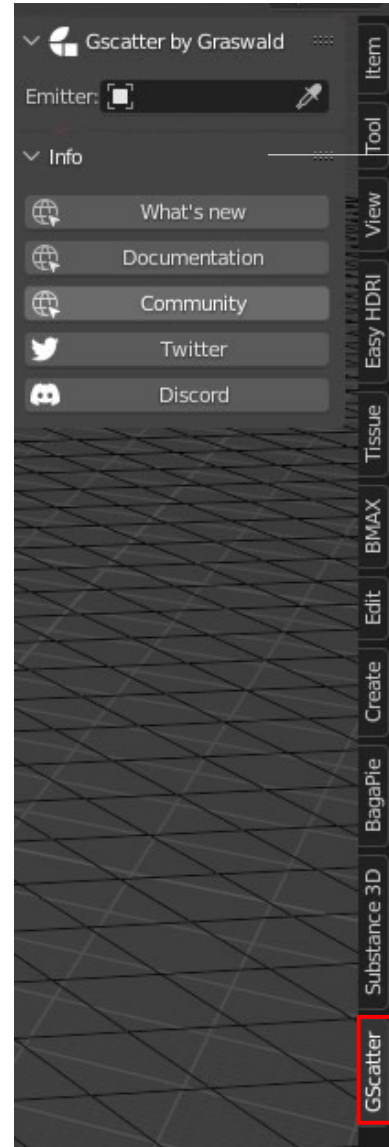 Gscatter by Graswald
Emitter:
Info
What's new
Documentation
Community
Twitter
Discord
Item
Tool
View
Easy HDRI
Tissue
BMAX
Edit
Create
BagaPie
Substance 3D
GScatter